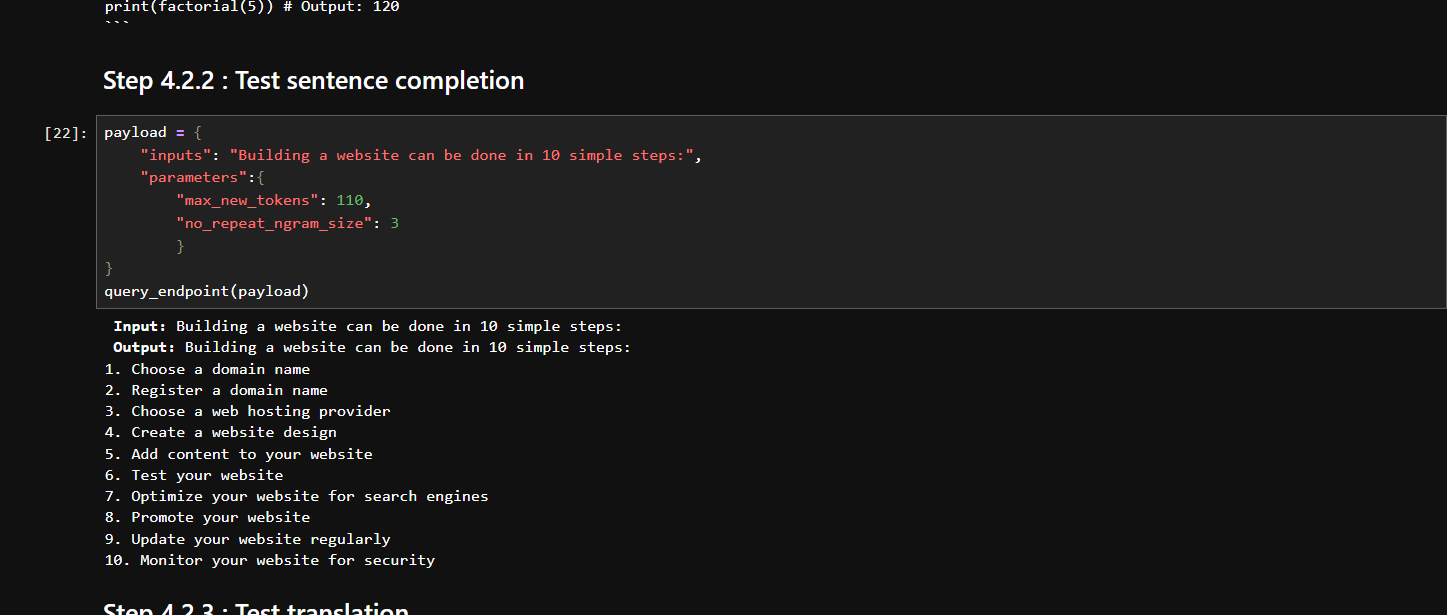 print(factorial(5)) # Output: 120
```
Step 4.2.2 : Test sentence completion
[22]:
payload = {
    "inputs": "Building a website can be done in 10 simple steps:",
    "parameters":{
        "max_new_tokens": 110,
        "no_repeat_ngram_size": 3
        }
}
query_endpoint(payload)
Input: Building a website can be done in 10 simple steps:
Output: Building a website can be done in 10 simple steps:
1. Choose a domain name
2. Register a domain name
3. Choose a web hosting provider
4. Create a website design
5. Add content to your website
6. Test your website
7. Optimize your website for search engines
8. Promote your website
9. Update your website regularly
10. Monitor your website for security
Step 4.2.3 : Test translation